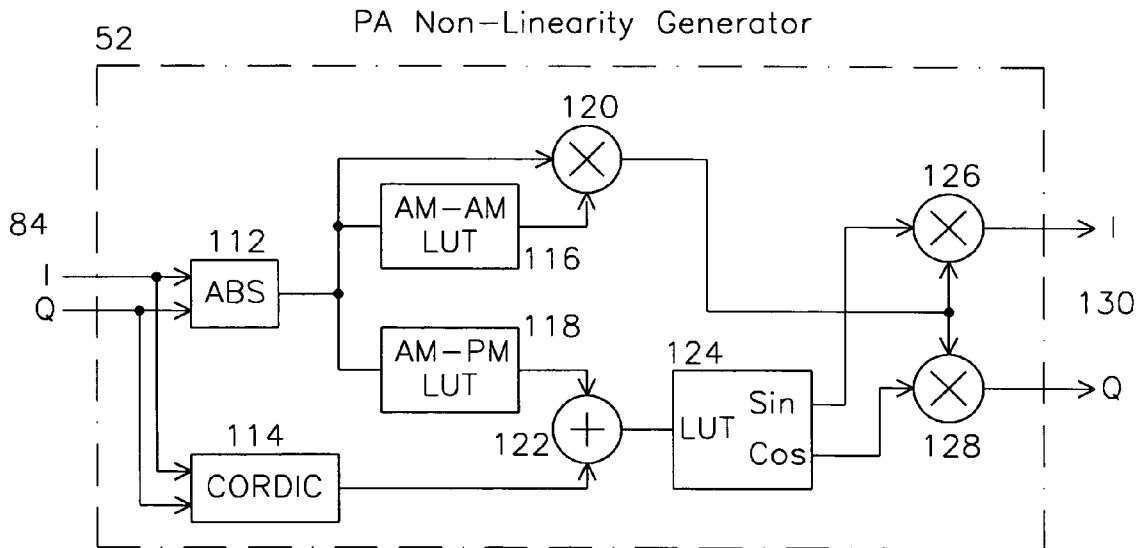 PA Non-Linearity Generator
52
120
126
84
112
AM-AM
LUT
116
I
Q
ABS
I
130
118
AM-PM
LUT
124
Sin
LUT
Cos
Q
114
122
128
CORDIC